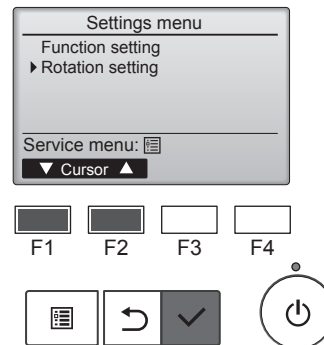 Settings menu
Function setting
Rotation setting
Service menu:
▼ Cursor ▲
F1 F2 F3 F4